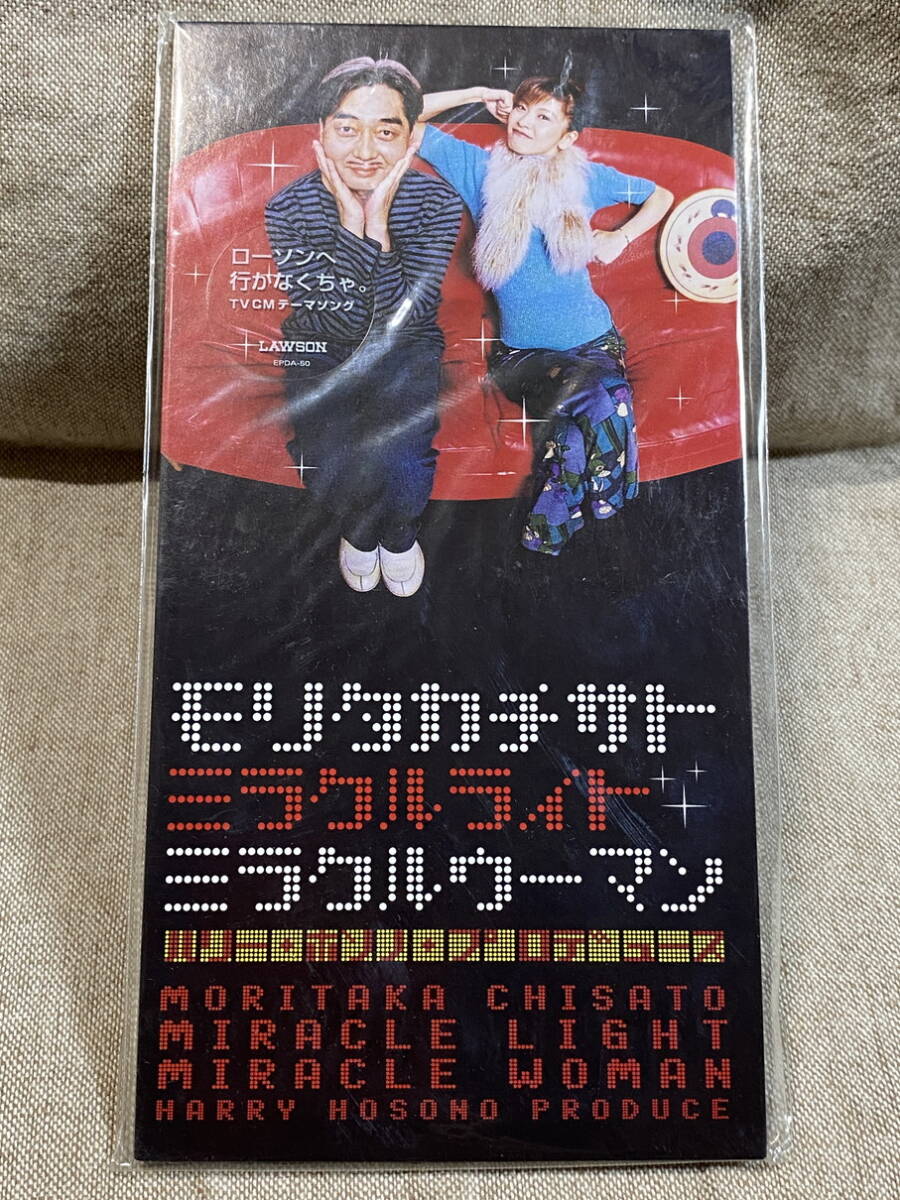 ローソンへ
行かなくちゃ。
TVCMテーマソング
LAWSON
EPDA-50
モリタカチサト
ミラクルライト
ミラクルウーマン
ハリー・ホソノ・プロデュース
MORITAKA CHISATO
MIRACLE LIGHT
MIRACLE WOMAN
HARRY HOSONO PRODUCE